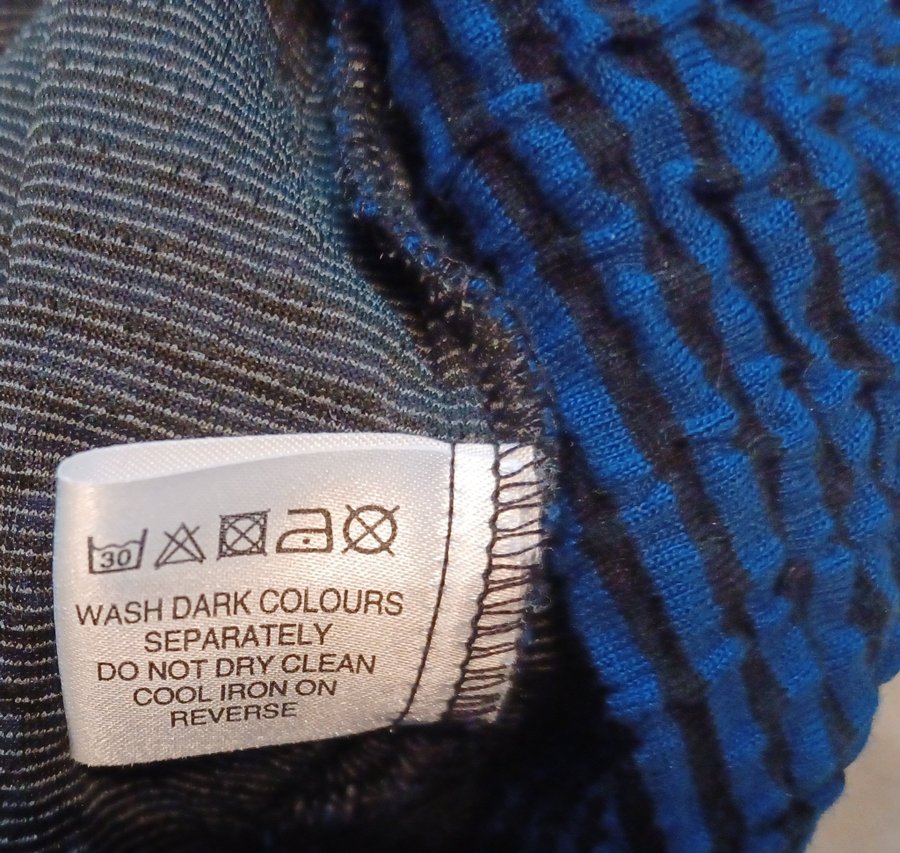 30
WASH DARK COLOURS
SEPARATELY
DO NOT DRY CLEAN
COOL IRON ON
REVERSE